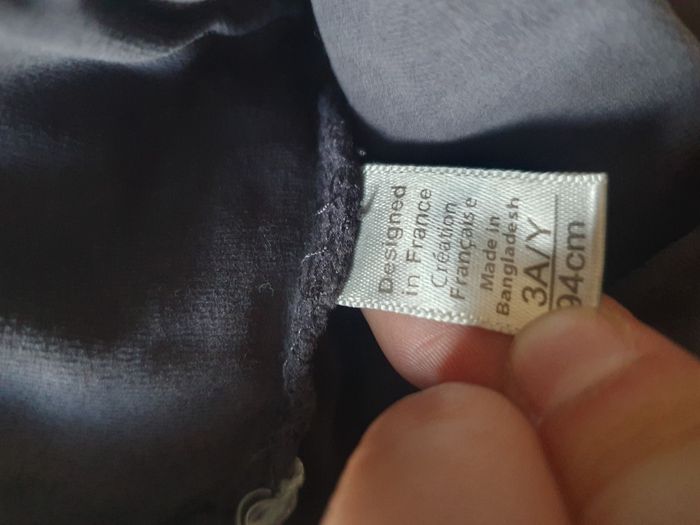 Designed
in France
Création
Française
Made in
Bangladesh
3A/Y
94cm